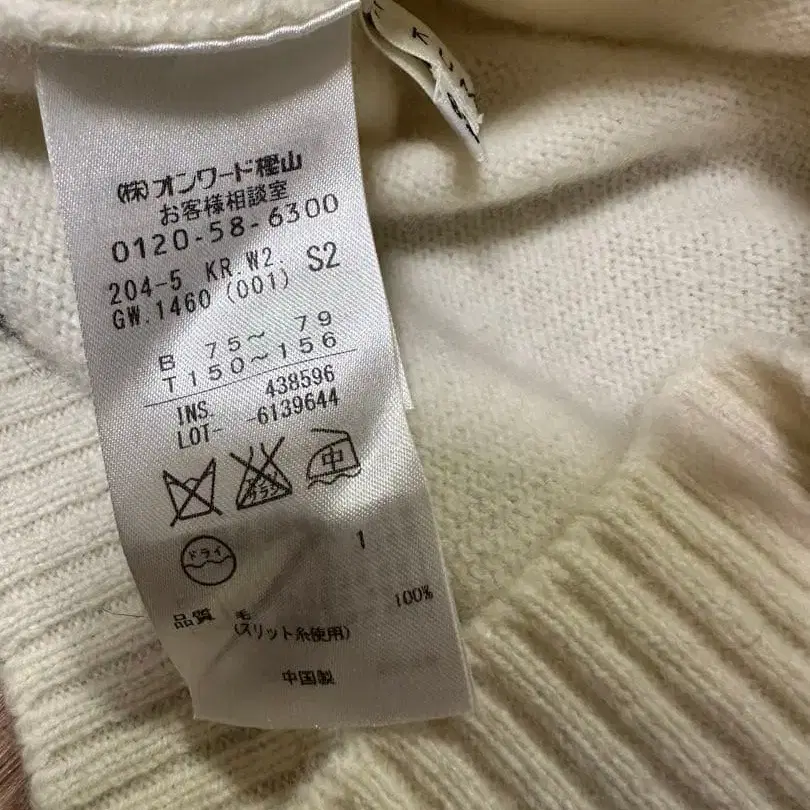 KUM
(株)オンワード樫山
お客様相談室
0120-58-6300
204-5 KR.W2. S2
GW.1460 (001)
B 75～ 79
T150～156
INS. 438596
LOT- -6139644
中
ドライ
1
品質 毛 100%
(スリット糸使用)
中国製